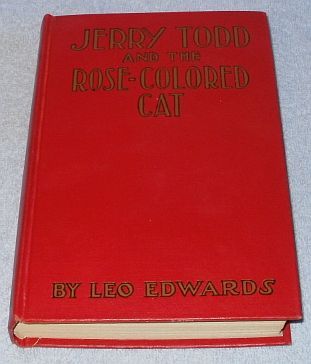 JERRY TODD
AND THE
ROSE-COLORED
CAT
BY LEO EDWARDS